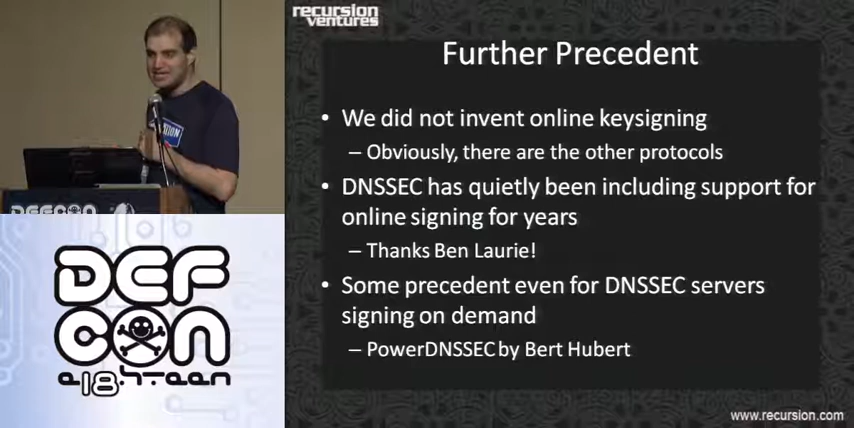 recursion
ventures
Further Precedent
• We did not invent online keysigning
– Obviously, there are the other protocols
• DNSSEC has quietly been including support for
online signing for years
– Thanks Ben Laurie!
• Some precedent even for DNSSEC servers
signing on demand
– PowerDNSSEC by Bert Hubert
www.recursion.com
DEFCON
DEF
CON
e18hteen